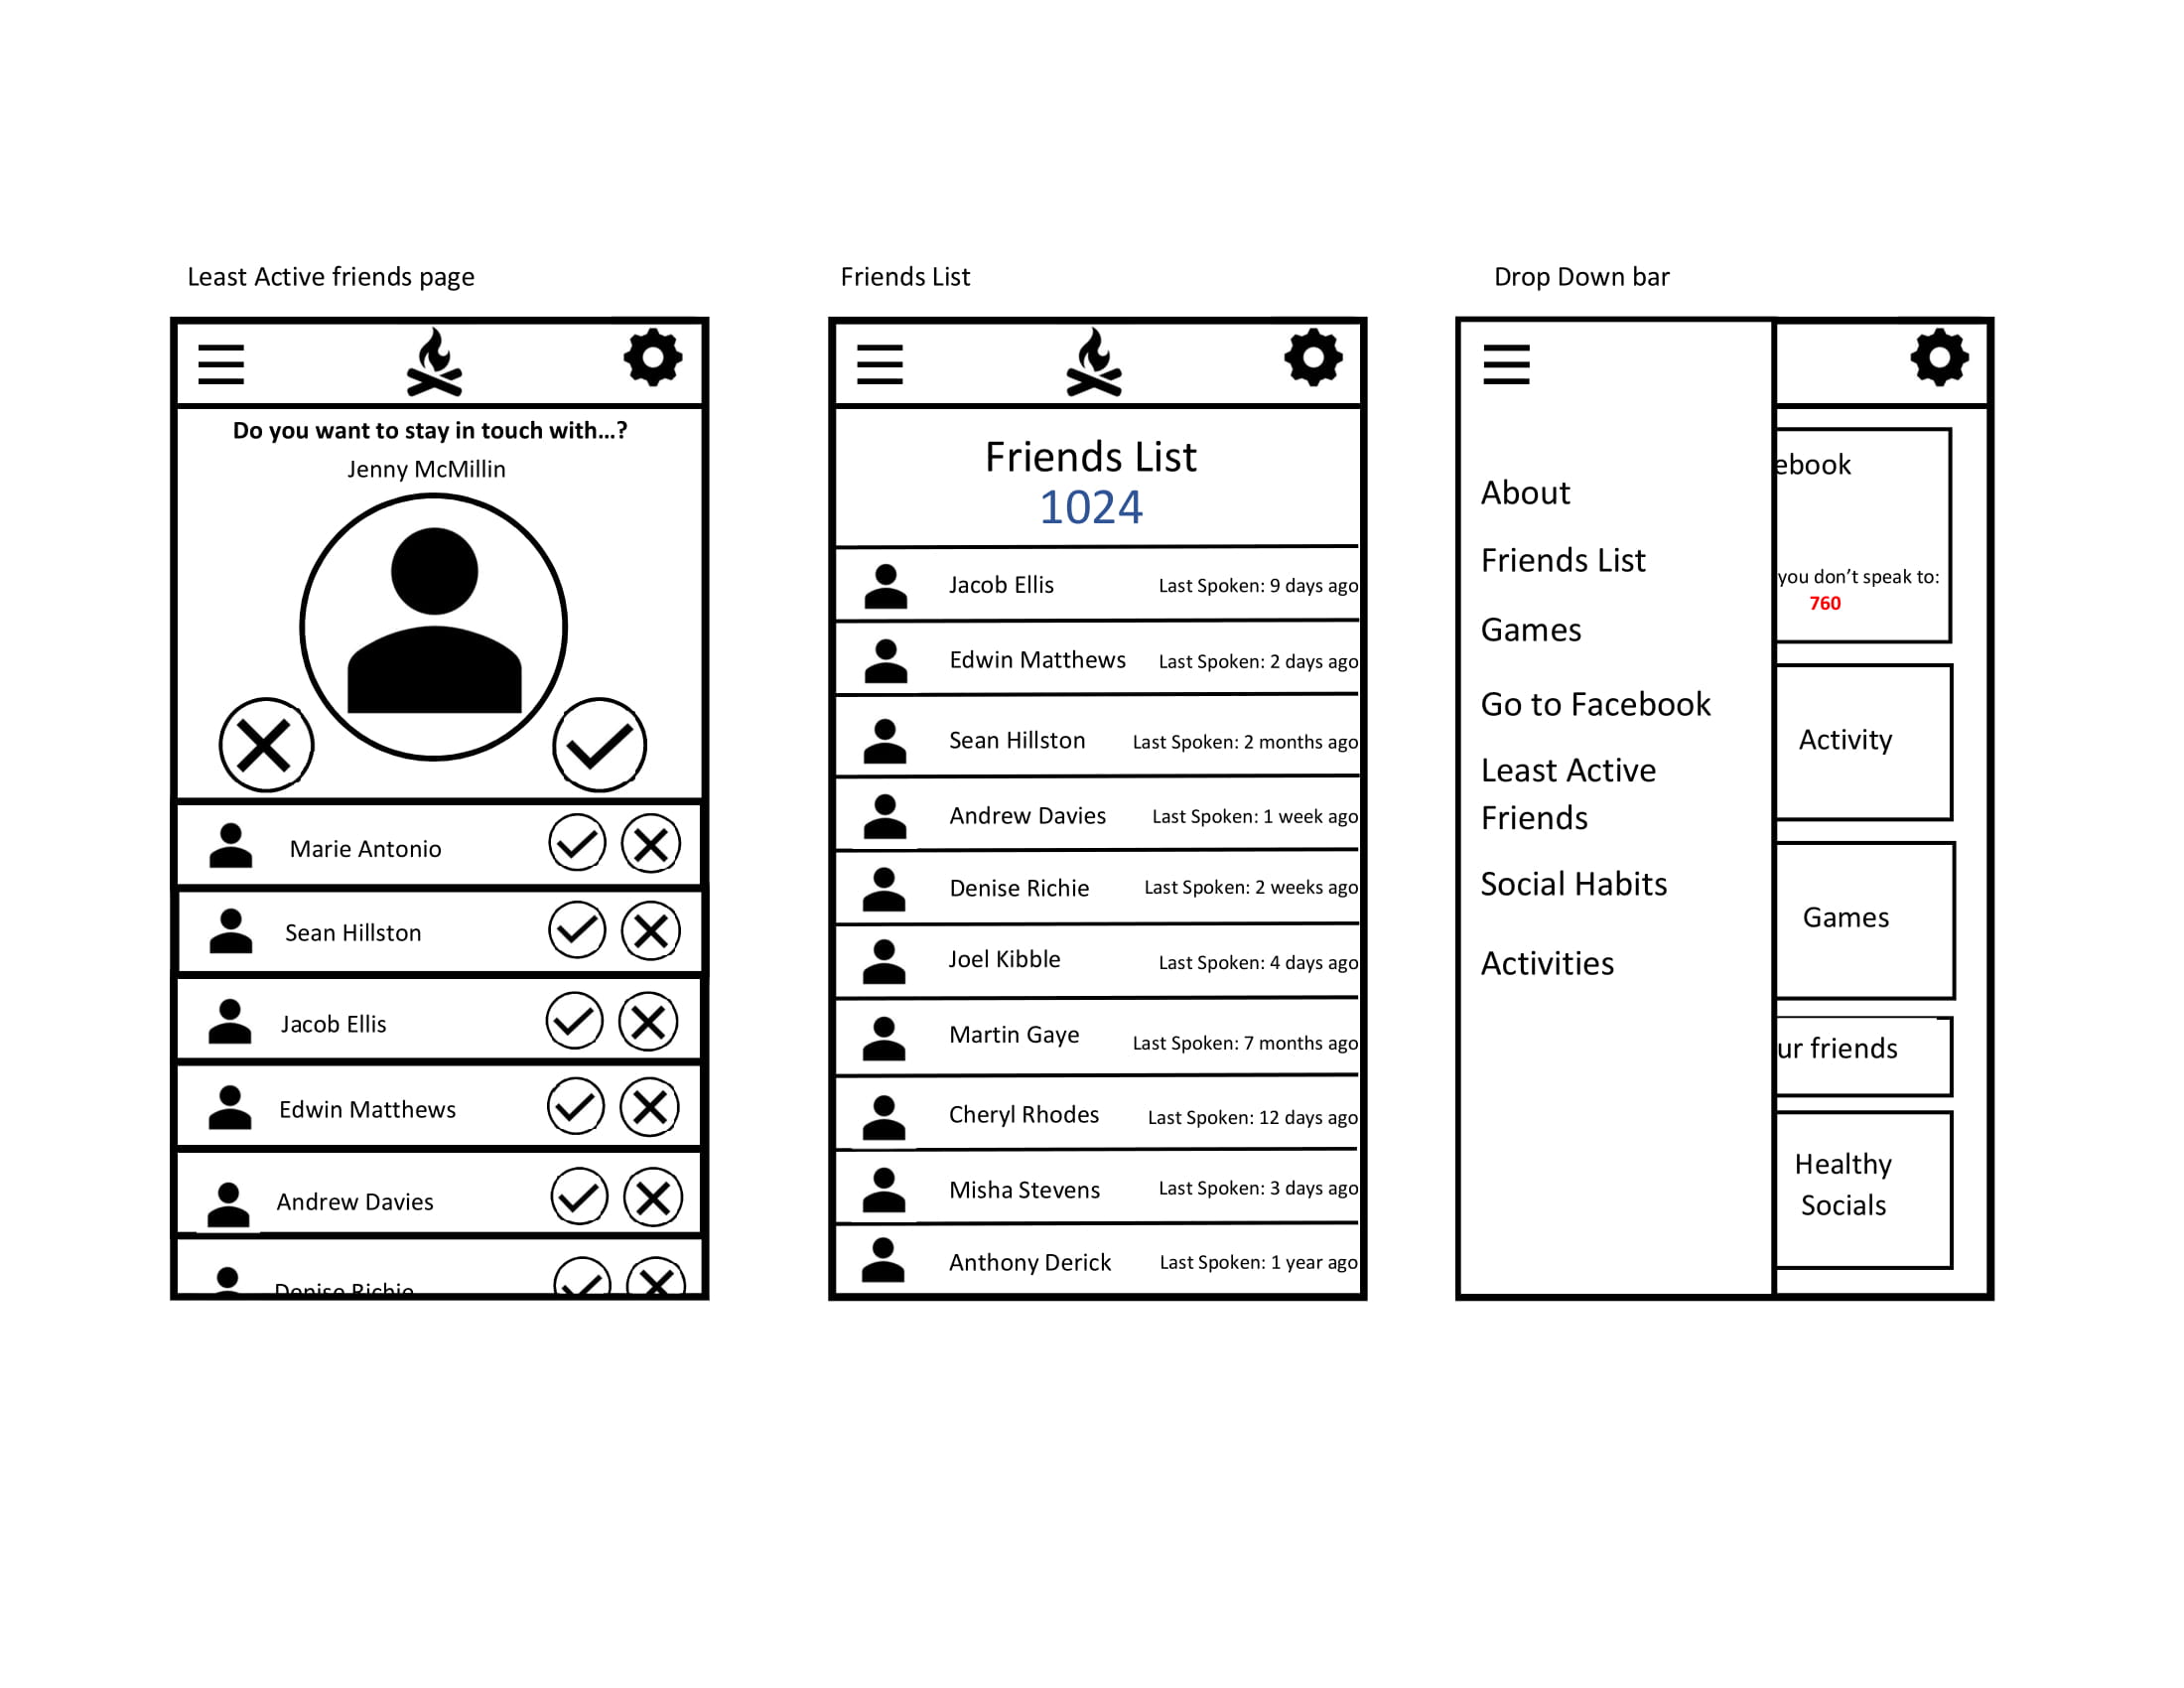 Least Active friends page
Do you want to stay in touch with...?
Jenny McMillin
Marie Antonio
Sean Hillston
Jacob Ellis
Edwin Matthews
Andrew Davies
Denise Richie
Friends List
Friends List
1024
Jacob Ellis Last Spoken: 9 days ago
Edwin Matthews Last Spoken: 2 days ago
Sean Hillston Last Spoken: 2 months ago
Andrew Davies Last Spoken: 1 week ago
Denise Richie Last Spoken: 2 weeks ago
Joel Kibble Last Spoken: 4 days ago
Martin Gaye Last Spoken: 7 months ago
Cheryl Rhodes Last Spoken: 12 days ago
Misha Stevens Last Spoken: 3 days ago
Anthony Derick Last Spoken: 1 year ago
Drop Down bar
About
Friends List
Games
Go to Facebook
Least Active
Friends
Social Habits
Activities
ebook
you don't speak to:
760
Activity
Games
ur friends
Healthy
Socials